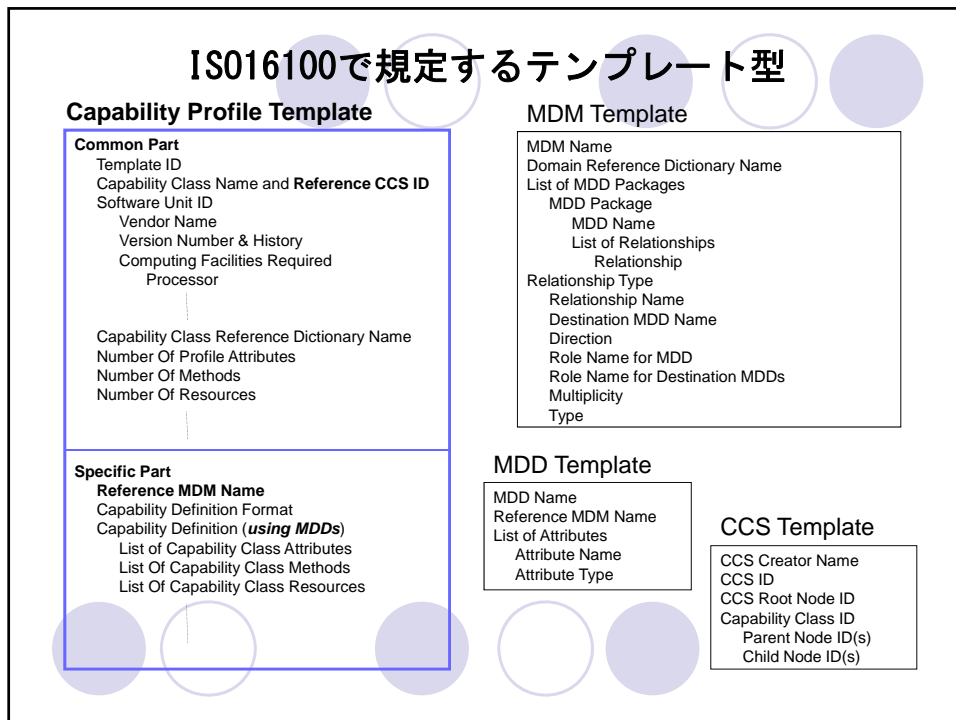 ISO16100で規定するテンプレート型
Capability Profile Template
Common Part
Template ID
Capability Class Name and Reference CCS ID
Software Unit ID
Vendor Name
Version Number & History
Computing Facilities Required
Processor
Capability Class Reference Dictionary Name
Number Of Profile Attributes
Number Of Methods
Number Of Resources
Specific Part
Reference MDM Name
Capability Definition Format
Capability Definition (using MDDs)
List of Capability Class Attributes
List Of Capability Class Methods
List Of Capability Class Resources
MDM Template
MDM Name
Domain Reference Dictionary Name
List of MDD Packages
MDD Package
MDD Name
List of Relationships
Relationship
Relationship Type
Relationship Name
Destination MDD Name
Direction
Role Name for MDD
Role Name for Destination MDDs
Multiplicity
Type
MDD Template
MDD Name
Reference MDM Name
List of Attributes
Attribute Name
Attribute Type
CCS Template
CCS Creator Name
CCS ID
CCS Root Node ID
Capability Class ID
Parent Node ID(s)
Child Node ID(s)